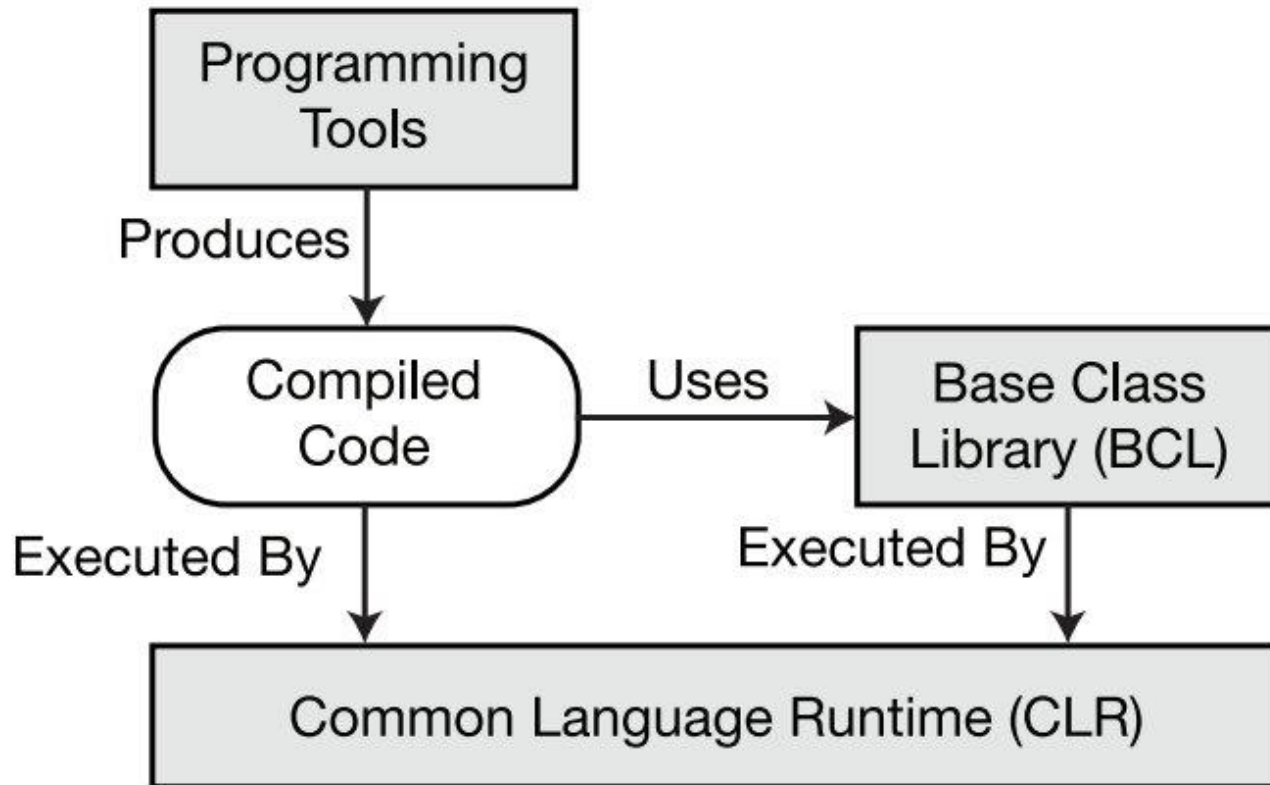 Programming
Tools
Produces
Compiled
Code
Uses
Base Class
Library (BCL)
Executed By
Executed By
Common Language Runtime (CLR)